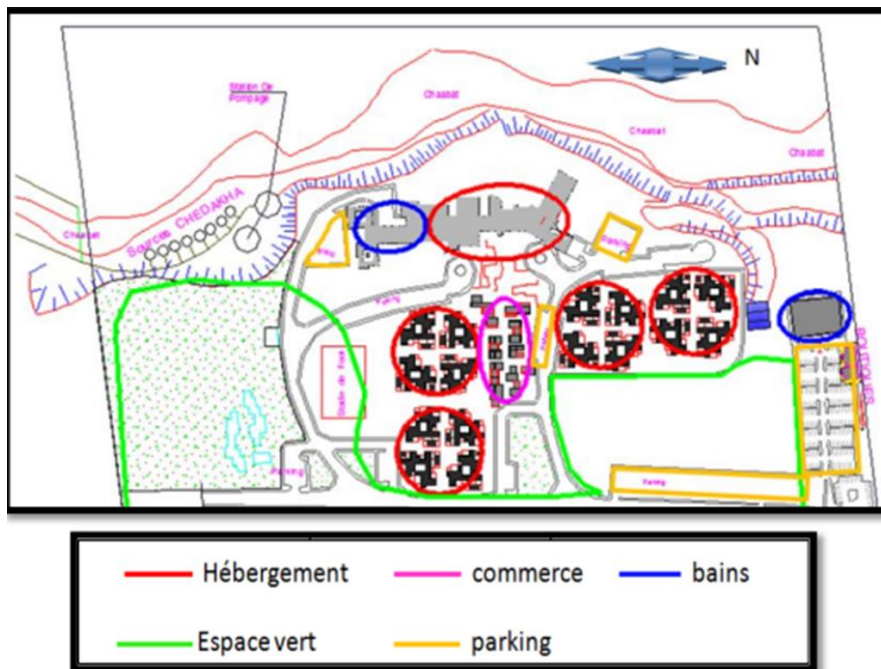 N
Station De
Pompage
Chaabat
Chaabat
Chaabat
Sources CHEDAKHA
Chaabat
Parking
Stade de Foot
BOUTIQUES
Parking
Parking
Hébergement
commerce
bains
Espace vert
parking